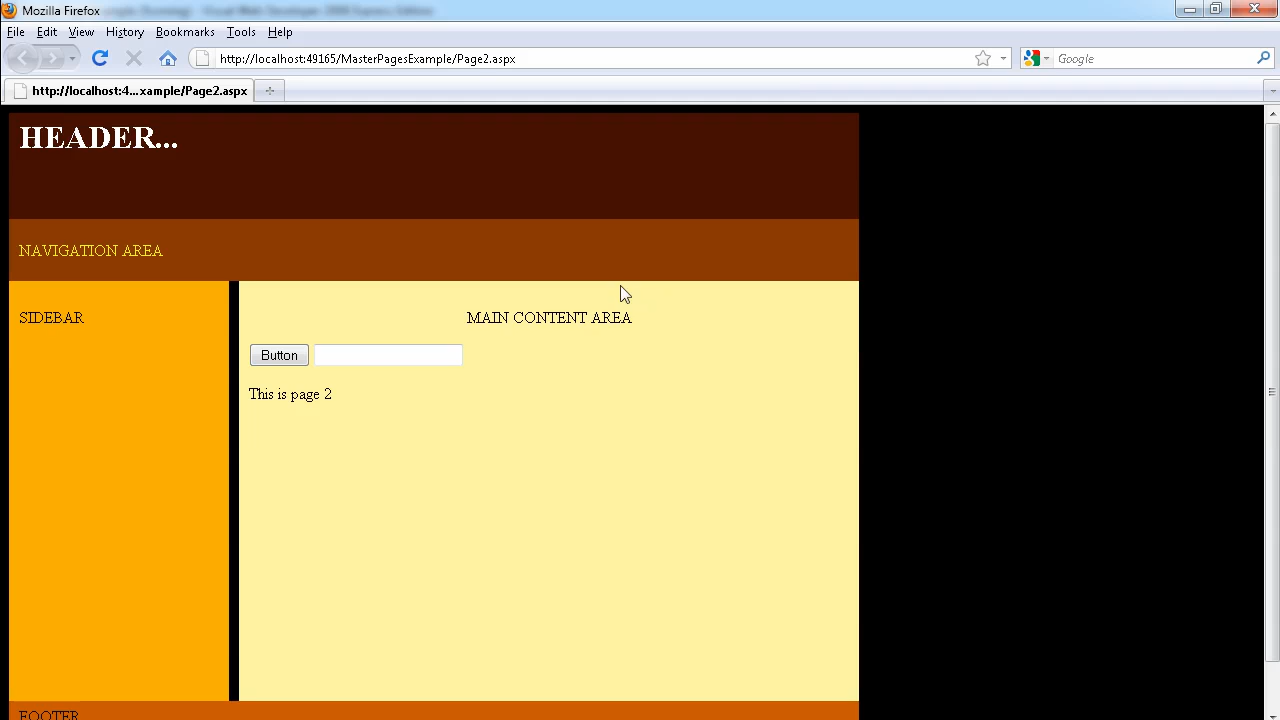 Mozilla Firefox
File Edit View History Bookmarks Tools Help
http://localhost:49165/MasterPagesExample/Page2.aspx
Google
http://localhost:4...xample/Page2.aspx
HEADER...
NAVIGATION AREA
SIDEBAR
MAIN CONTENT AREA
Button
This is page 2
FOOTER